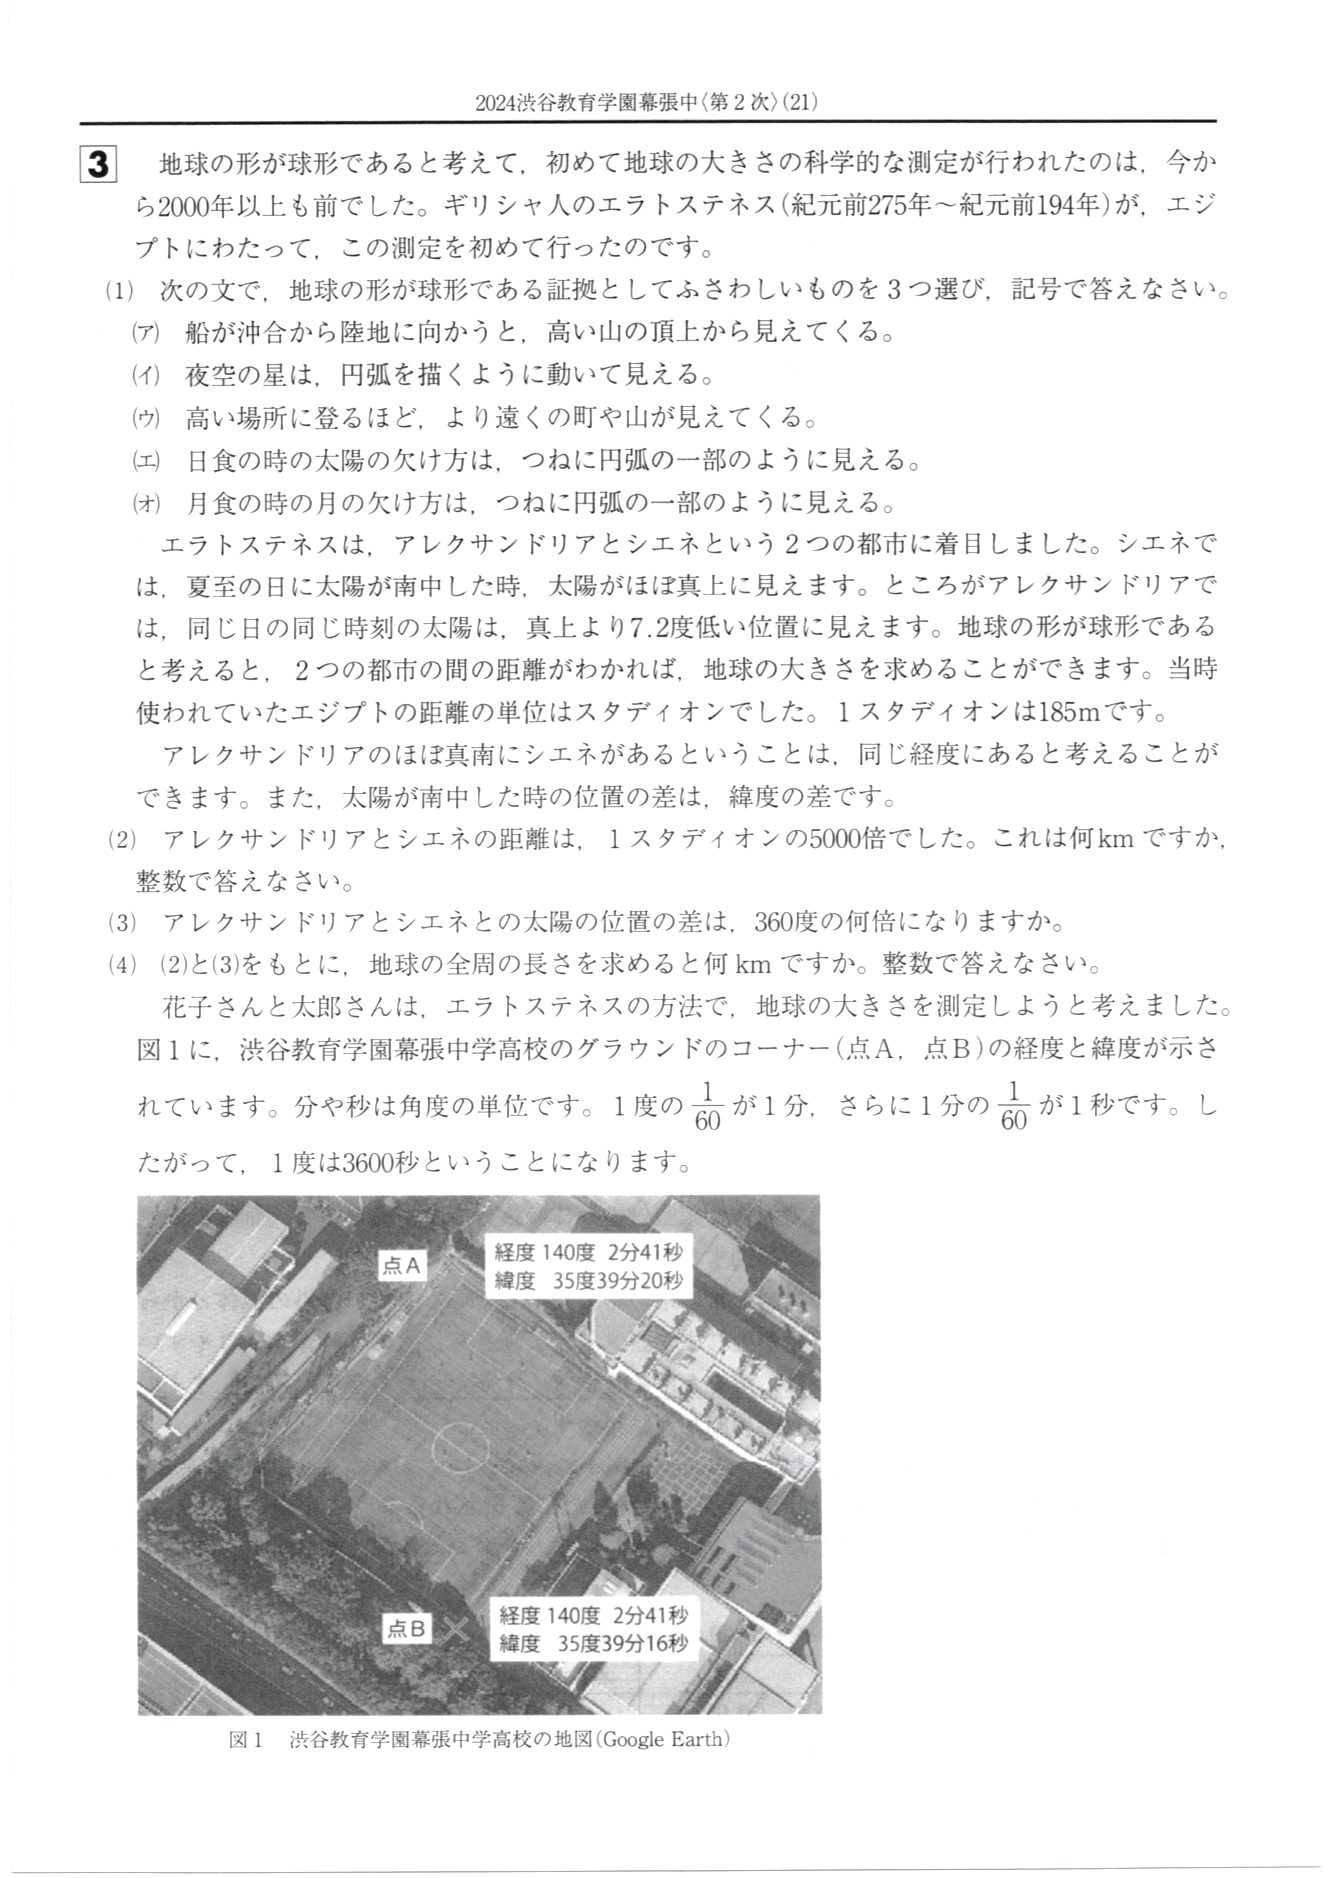 2024渋谷教育学園幕張中〈第2次〉(21)
3 地球の形が球形であると考えて，初めて地球の大きさの科学的な測定が行われたのは，今か
ら2000年以上も前でした。ギリシャ人のエラトステネス(紀元前275年～紀元前194年)が，エジ
プトにわたって，この測定を初めて行ったのです。
(1) 次の文で，地球の形が球形である証拠としてふさわしいものを3つ選び，記号で答えなさい。
(ア) 船が沖合から陸地に向かうと，高い山の頂上から見えてくる。
(イ) 夜空の星は，円弧を描くように動いて見える。
(ウ) 高い場所に登るほど，より遠くの町や山が見えてくる。
(エ) 日食の時の太陽の欠け方は，つねに円弧の一部のように見える。
(オ) 月食の時の月の欠け方は，つねに円弧の一部のように見える。
エラトステネスは，アレクサンドリアとシエネという2つの都市に着目しました。シエネで
は，夏至の日に太陽が南中した時，太陽がほぼ真上に見えます。ところがアレクサンドリアで
は，同じ日の同じ時刻の太陽は，真上より7.2度低い位置に見えます。地球の形が球形である
と考えると，2つの都市の間の距離がわかれば，地球の大きさを求めることができます。当時
使われていたエジプトの距離の単位はスタディオンでした。1スタディオンは185mです。
アレクサンドリアのほぼ真南にシエネがあるということは，同じ経度にあると考えることが
できます。また，太陽が南中した時の位置の差は，緯度の差です。
(2) アレクサンドリアとシエネの距離は，1スタディオンの5000倍でした。これは何kmですか，
整数で答えなさい。
(3) アレクサンドリアとシエネとの太陽の位置の差は，360度の何倍になりますか。
(4) (2)と(3)をもとに，地球の全周の長さを求めると何kmですか。整数で答えなさい。
花子さんと太郎さんは，エラトステネスの方法で，地球の大きさを測定しようと考えました。
図1に，渋谷教育学園幕張中学高校のグラウンドのコーナー(点A，点B)の経度と緯度が示さ
れています。分や秒は角度の単位です。1度の1/60が1分，さらに1分の1/60が1秒です。し
たがって，1度は3600秒ということになります。
点A
経度 140度 2分41秒
緯度 35度39分20秒
点B
経度 140度 2分41秒
緯度 35度39分16秒
図1 渋谷教育学園幕張中学高校の地図(Google Earth)